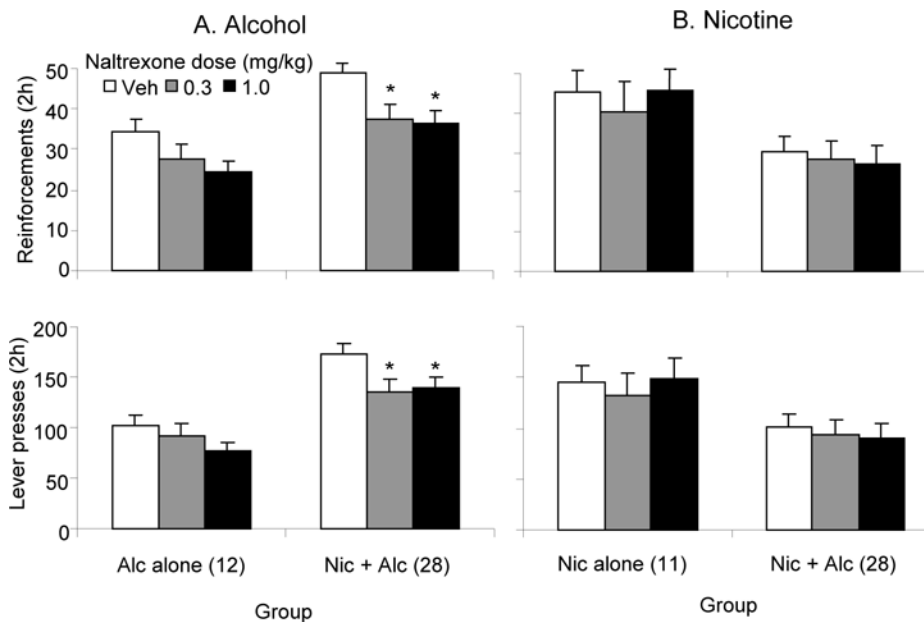 A. Alcohol
B. Nicotine
Naltrexone dose (mg/kg)
Veh 0.3 1.0
Reinforcements (2h)
50
40
30
20
10
0
* *
Lever presses (2h)
200
150
100
50
0
* *
Alc alone (12) Nic + Alc (28) Nic alone (11) Nic + Alc (28)
Group Group